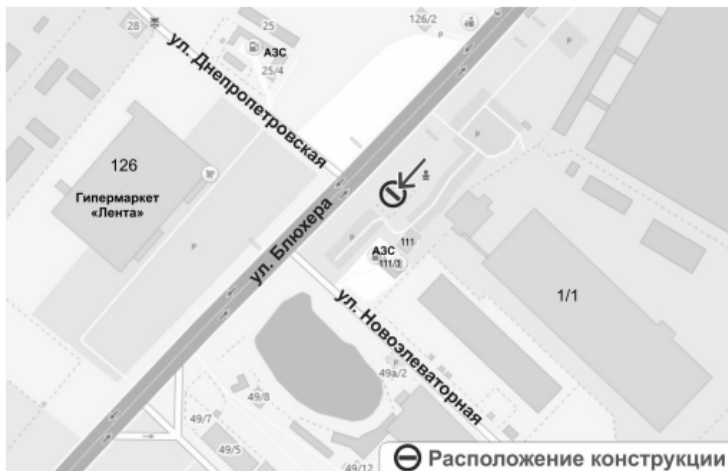 28
25
126/2
P
АЗС
25/4
P
ул. Днепропетровская
P
126
Гипермаркет
«Лента»
P
ул. Блюхера
P
АЗС
111
111/1
ул. Новоэлеваторная
1/1
P
49а/2
49/8
49/7
49/5
49/12
Расположение конструкции